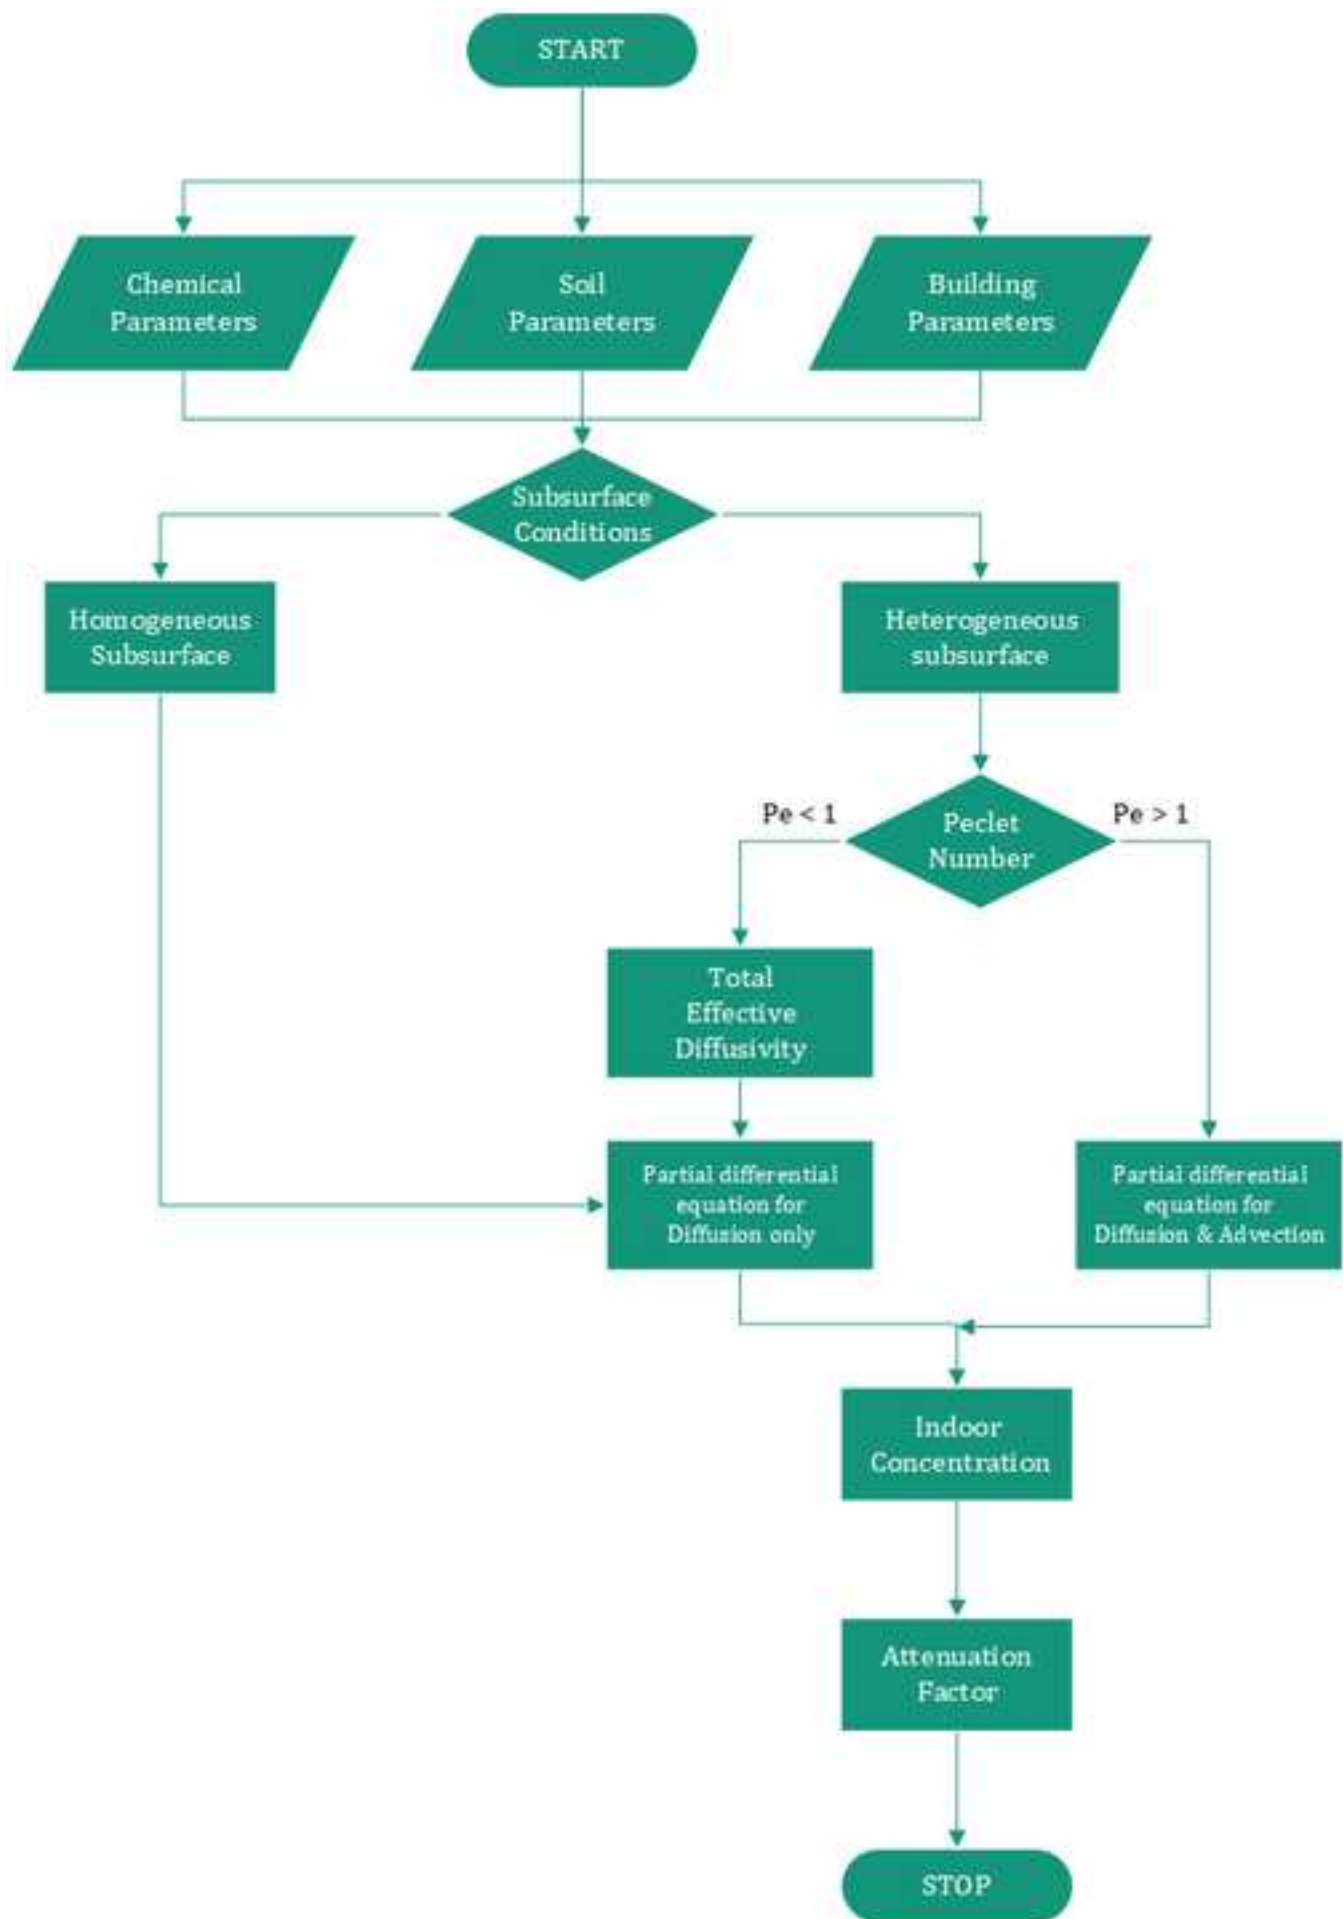 START
Chemical
Parameters
Soil
Parameters
Building
Parameters
Subsurface
Conditions
Homogeneous
Subsurface
Heterogeneous
subsurface
Pe < 1
Peclet
Number
Pe > 1
Total
Effective
Diffusivity
Partial differential
equation for
Diffusion only
Partial differential
equation for
Diffusion & Advection
Indoor
Concentration
Attenuation
Factor
STOP